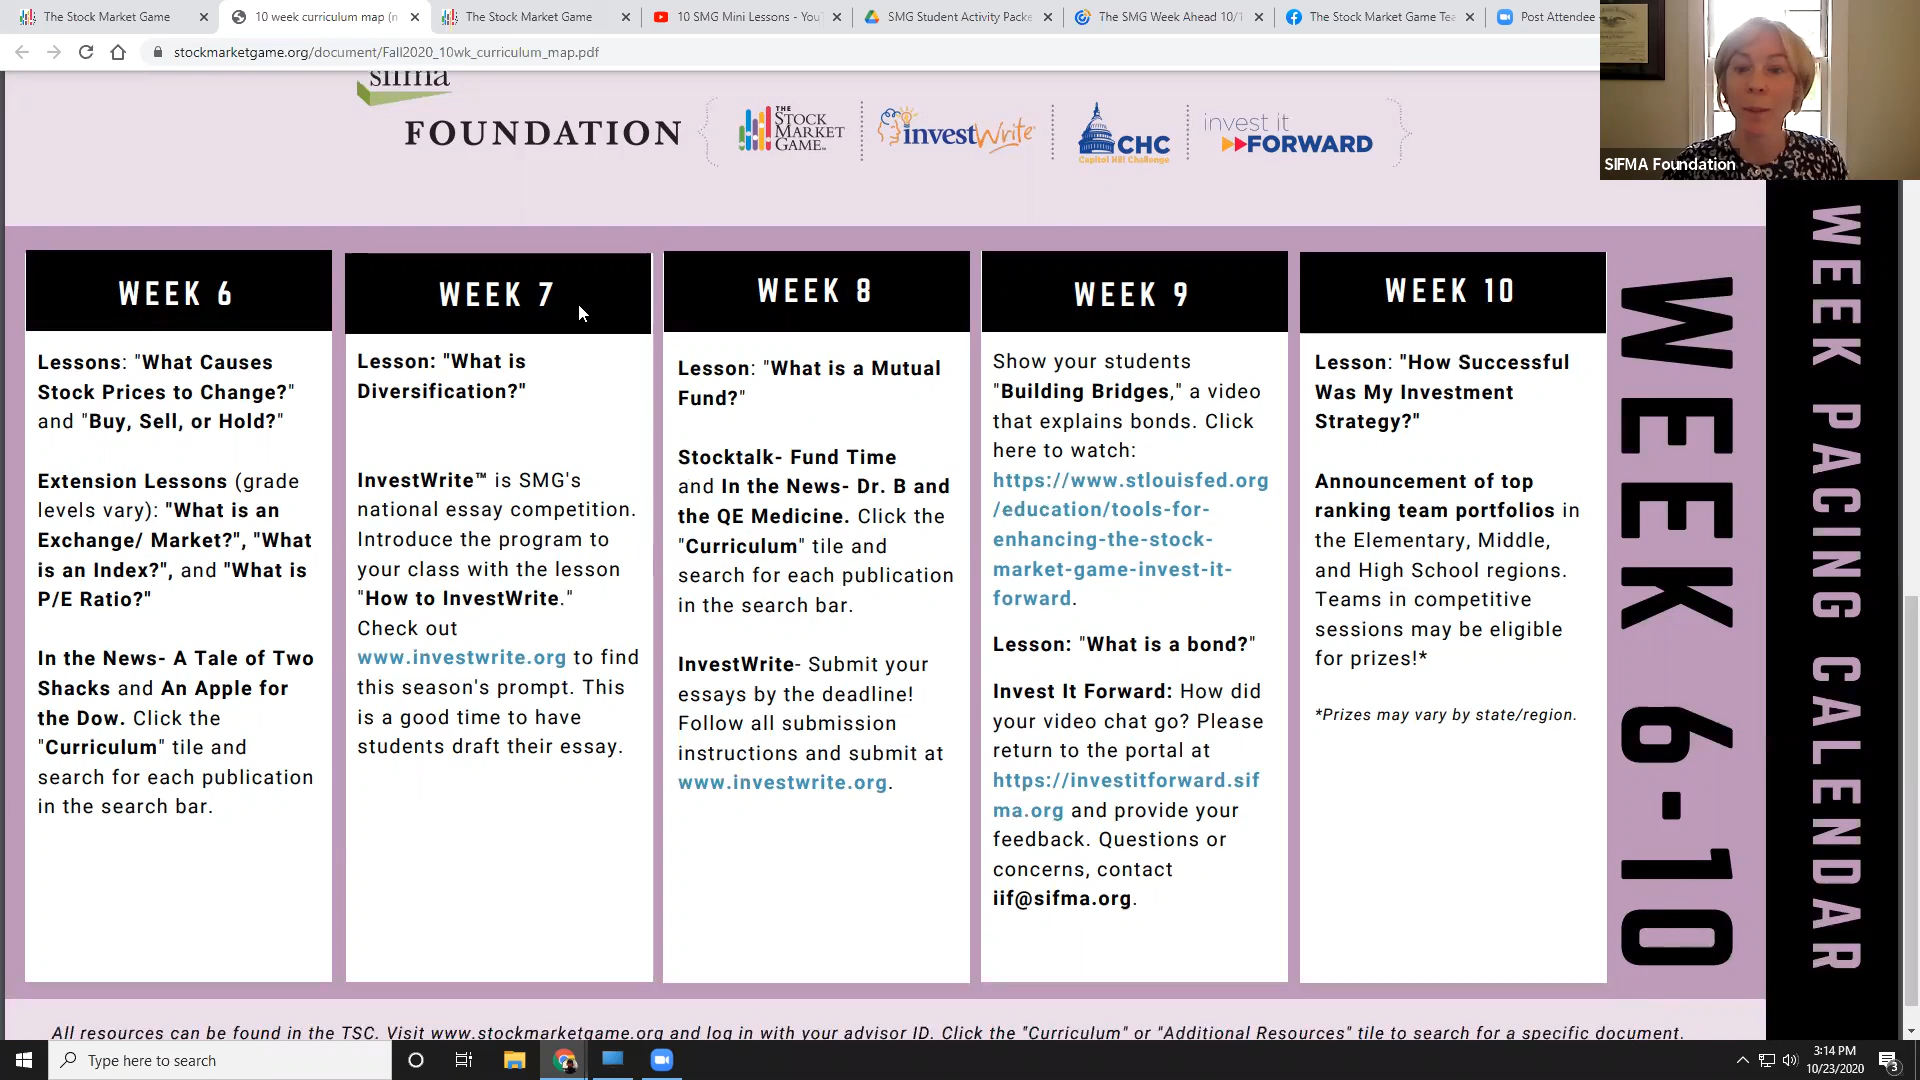 The Stock Market Game
10 week curriculum map (n
The Stock Market Game
10 SMG Mini Lessons - You
SMG Student Activity Packe
The SMG Week Ahead 10/1
The Stock Market Game Tea
Post Attendee
stockmarketgame.org/document/Fall2020_10wk_curriculum_map.pdf
SIFMA Foundation
sifma
FOUNDATION
THE STOCK MARKET GAME™
investWrite
CHC
Capitol Hill Challenge
invest it FORWARD
WEEK 6
Lessons: "What Causes
Stock Prices to Change?"
and "Buy, Sell, or Hold?"
Extension Lessons (grade
levels vary): "What is an
Exchange/ Market?", "What
is an Index?", and "What is
P/E Ratio?"
In the News- A Tale of Two
Shacks and An Apple for
the Dow. Click the
"Curriculum" tile and
search for each publication
in the search bar.
WEEK 7
Lesson: "What is
Diversification?"
InvestWrite™ is SMG's
national essay competition.
Introduce the program to
your class with the lesson
"How to InvestWrite."
Check out
www.investwrite.org to find
this season's prompt. This
is a good time to have
students draft their essay.
WEEK 8
Lesson: "What is a Mutual
Fund?"
Stocktalk- Fund Time
and In the News- Dr. B and
the QE Medicine. Click the
"Curriculum" tile and
search for each publication
in the search bar.
InvestWrite- Submit your
essays by the deadline!
Follow all submission
instructions and submit at
www.investwrite.org.
WEEK 9
Show your students
"Building Bridges," a video
that explains bonds. Click
here to watch:
https://www.stlouisfed.org
/education/tools-for-
enhancing-the-stock-
market-game-invest-it-
forward.
Lesson: "What is a bond?"
Invest It Forward: How did
your video chat go? Please
return to the portal at
https://investitforward.sif
ma.org and provide your
feedback. Questions or
concerns, contact
iif@sifma.org.
WEEK 10
Lesson: "How Successful
Was My Investment
Strategy?"
Announcement of top
ranking team portfolios in
the Elementary, Middle,
and High School regions.
Teams in competitive
sessions may be eligible
for prizes!*
*Prizes may vary by state/region.
WEEK 6-10
WEEK PACING CALENDAR
All resources can be found in the TSC. Visit www.stockmarketgame.org and log in with your advisor ID. Click the "Curriculum" or "Additional Resources" tile to search for a specific document.
Type here to search
3:14 PM
10/23/2020
3